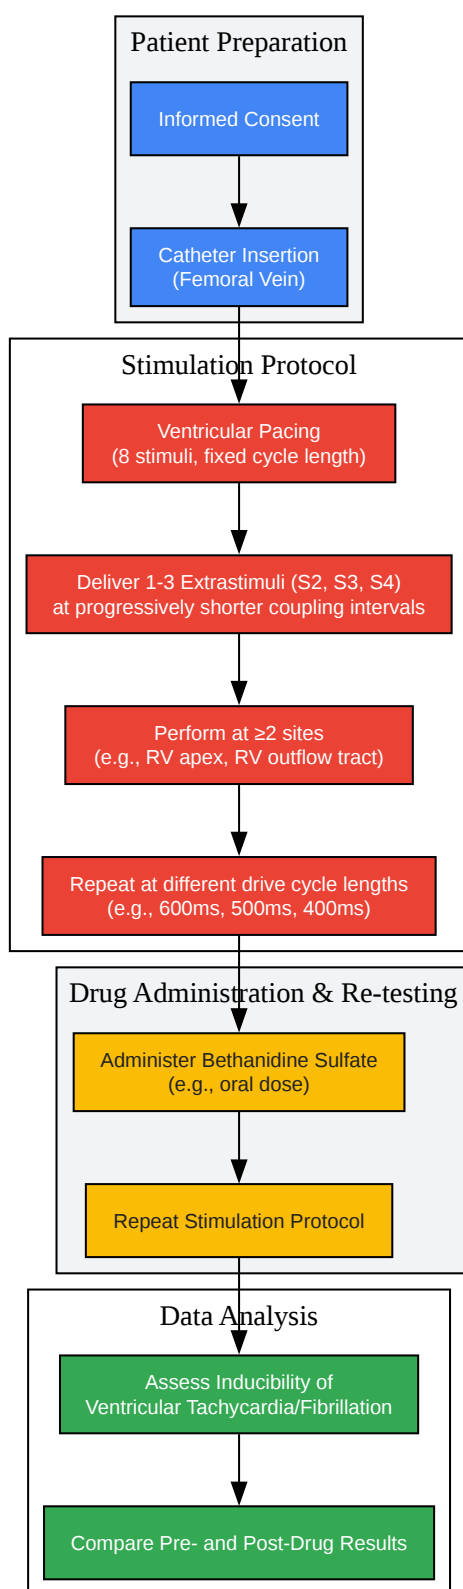 Patient Preparation
Informed Consent
Catheter Insertion
(Femoral Vein)
Stimulation Protocol
Ventricular Pacing
(8 stimuli, fixed cycle length)
Deliver 1-3 Extrastimuli (S2, S3, S4)
at progressively shorter coupling intervals
Perform at ≥2 sites
(e.g., RV apex, RV outflow tract)
Repeat at different drive cycle lengths
(e.g., 600ms, 500ms, 400ms)
Drug Administration & Re-testing
Administer Bethanidine Sulfate
(e.g., oral dose)
Repeat Stimulation Protocol
Data Analysis
Assess Inducibility of
Ventricular Tachycardia/Fibrillation
Compare Pre- and Post-Drug Results